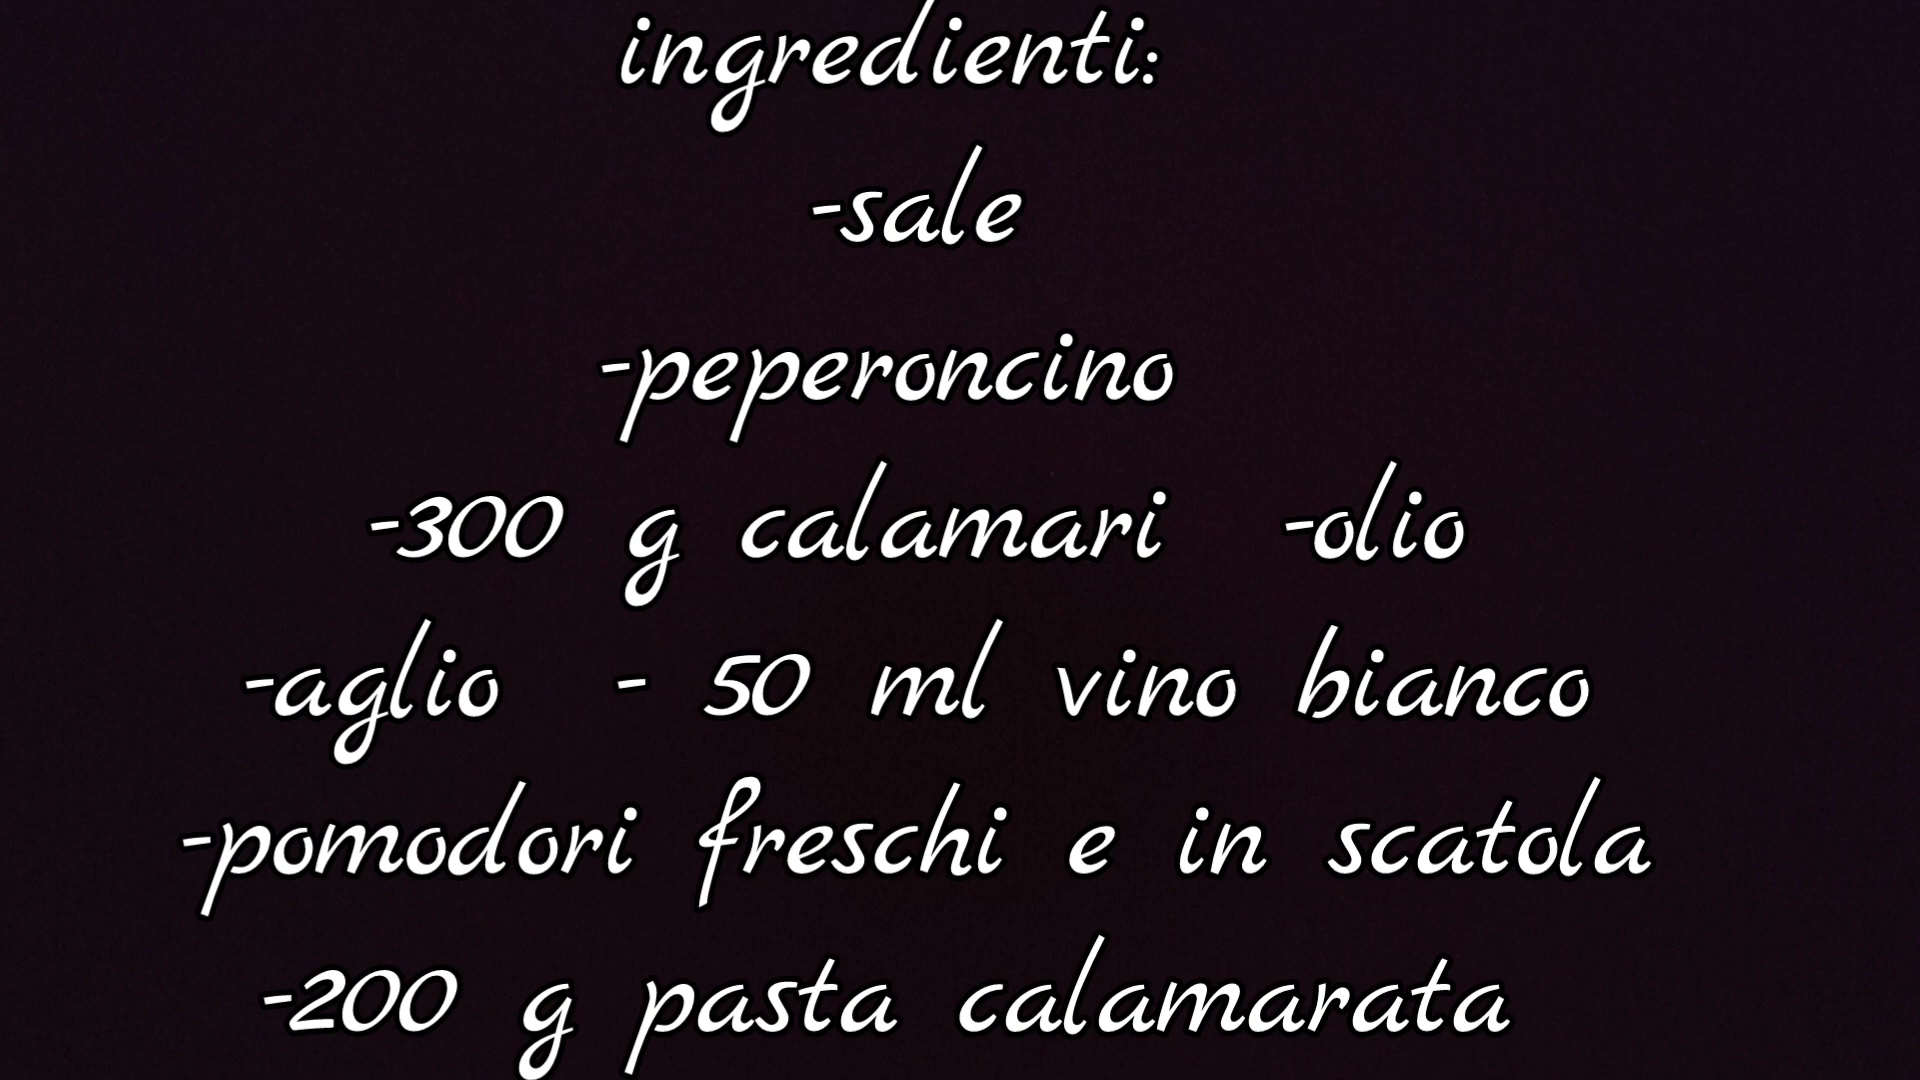 ingredienti:
-sale
-peperoncino
-300 g calamari -olio
-aglio - 50 ml vino bianco
-pomodori freschi e in scatola
-200 g pasta calamarata